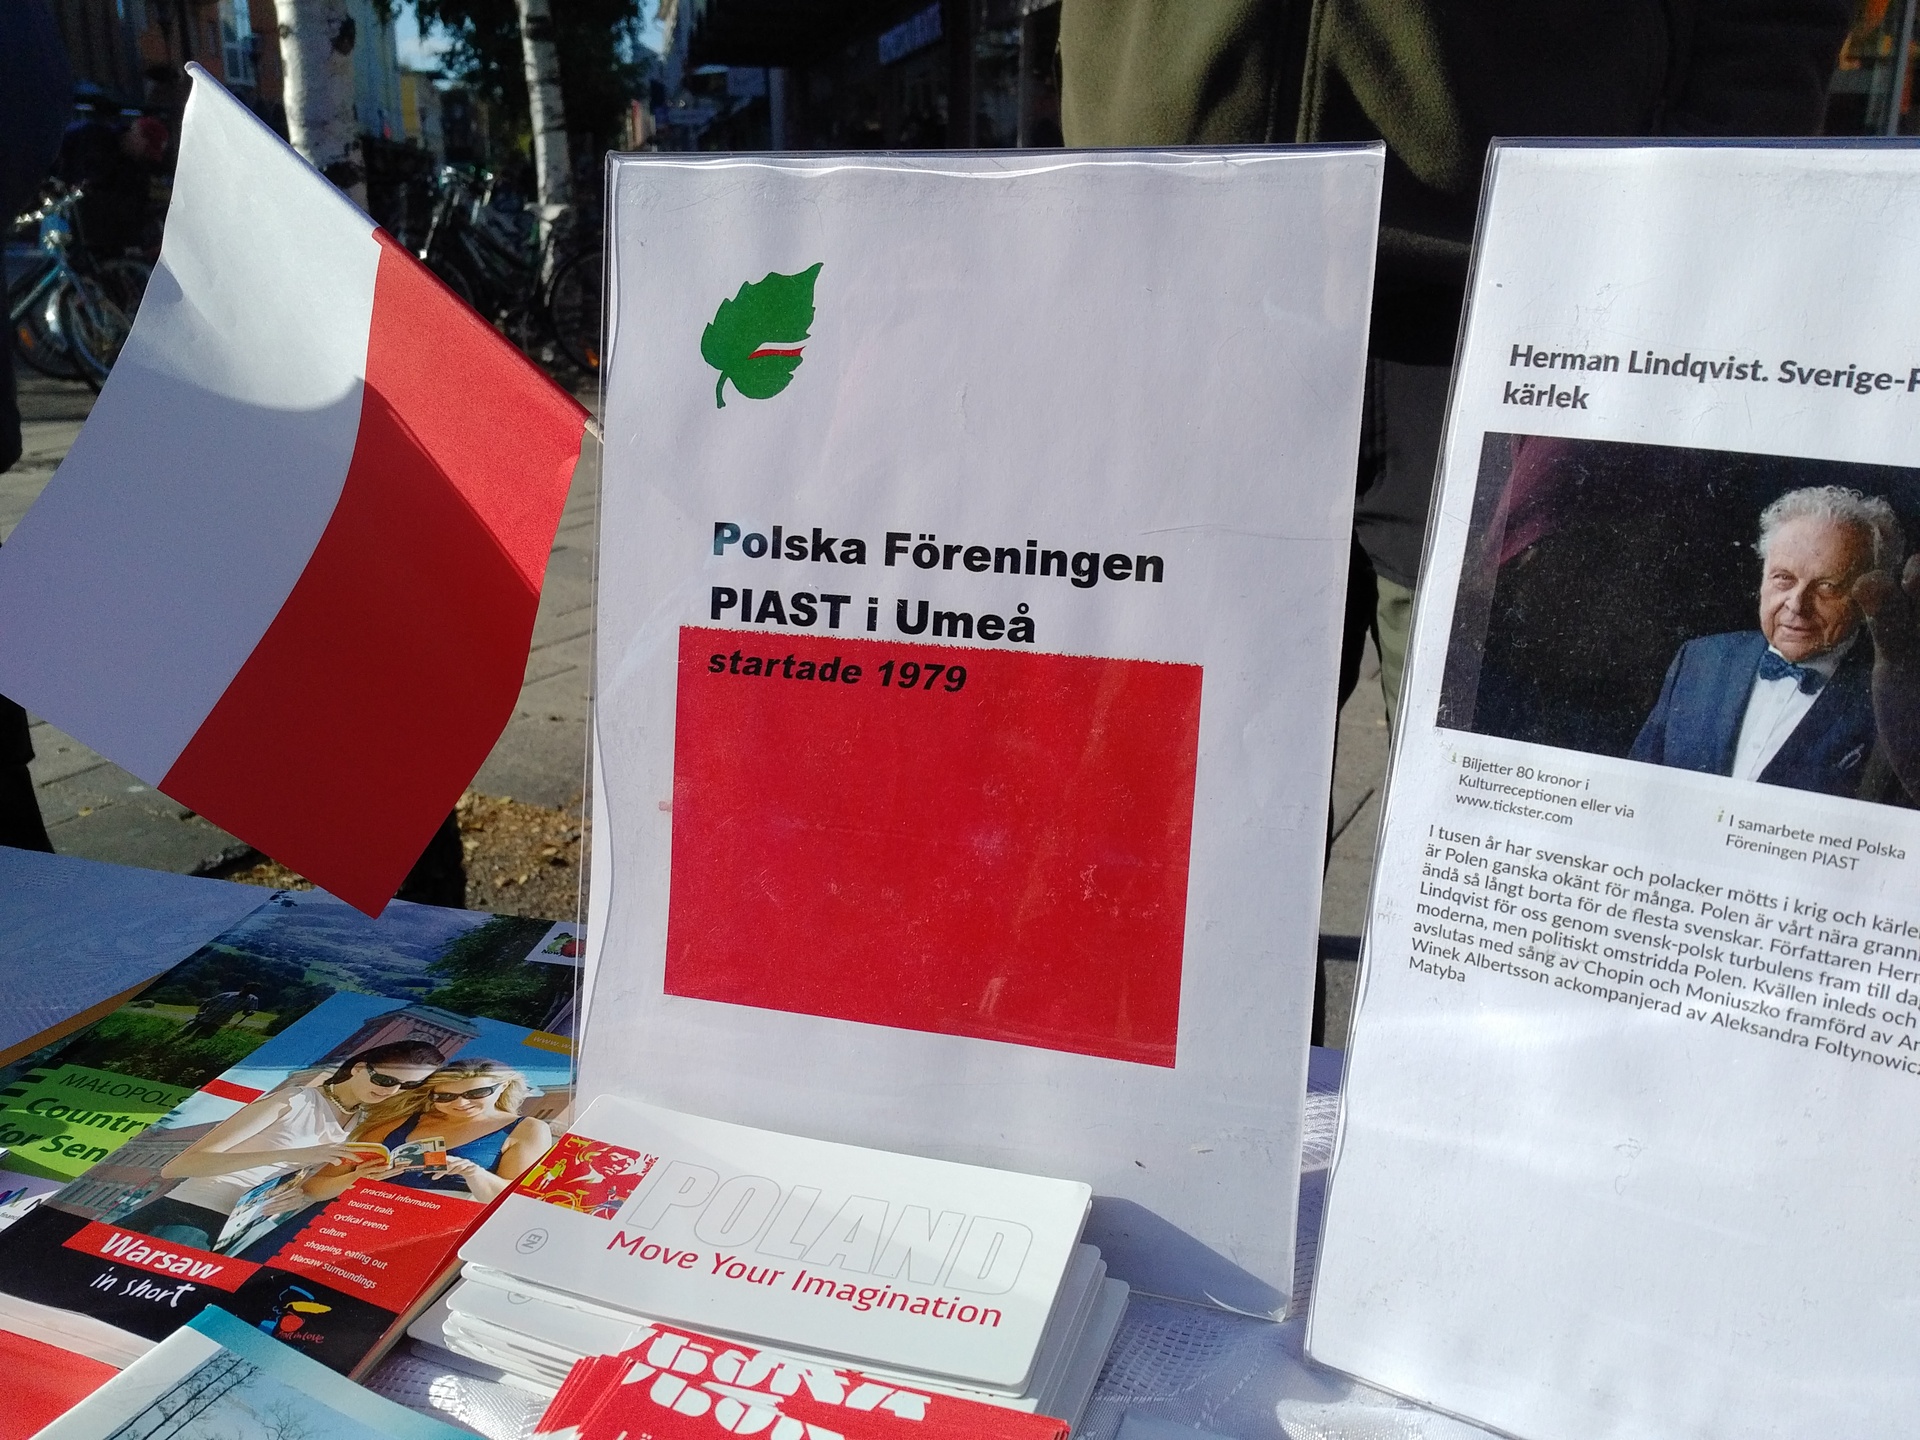 Polska Föreningen
PIAST i Umeå
startade 1979
Herman Lindqvist. Sverige-P
kärlek
i Biljetter 80 kronor i
Kulturreceptionen eller via
www.tickster.com
i I samarbete med Polska
Föreningen PIAST
I tusen år har svenskar och polacker mötts i krig och kärle
är Polen ganska okänt för många. Polen är vårt nära grann
ändå så långt borta för de flesta svenskar. Författaren Herr
Lindqvist för oss genom svensk-polsk turbulens fram till da
moderna, men politiskt omstridda Polen. Kvällen inleds och
avslutas med sång av Chopin och Moniuszko framförd av Ar
Winek Albertsson ackompanjerad av Aleksandra Foltynowicz
Matyba
MAŁOPOLS
Country
for Sen
practical information
tourist trails
cyclical events
culture
shopping, eating out
Warsaw surroundings
Warsaw
in short
POLAND
Move Your Imagination
EN